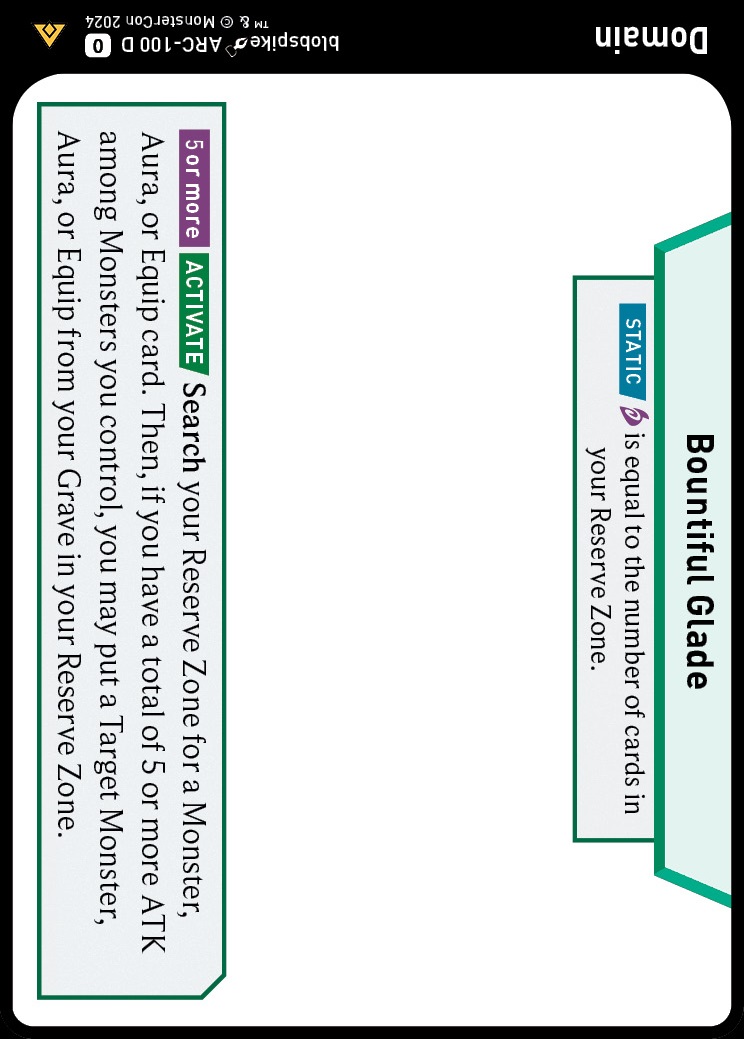 Bountiful Glade
STATIC is equal to the number of cards in
your Reserve Zone.
5 or more ACTIVATE Search your Reserve Zone for a Monster,
Aura, or Equip card. Then, if you have a total of 5 or more ATK
among Monsters you control, you may put a Target Monster,
Aura, or Equip from your Grave in your Reserve Zone.
Domain
blobspike ARC-100 D 0
™ & © MonsterCon 2024